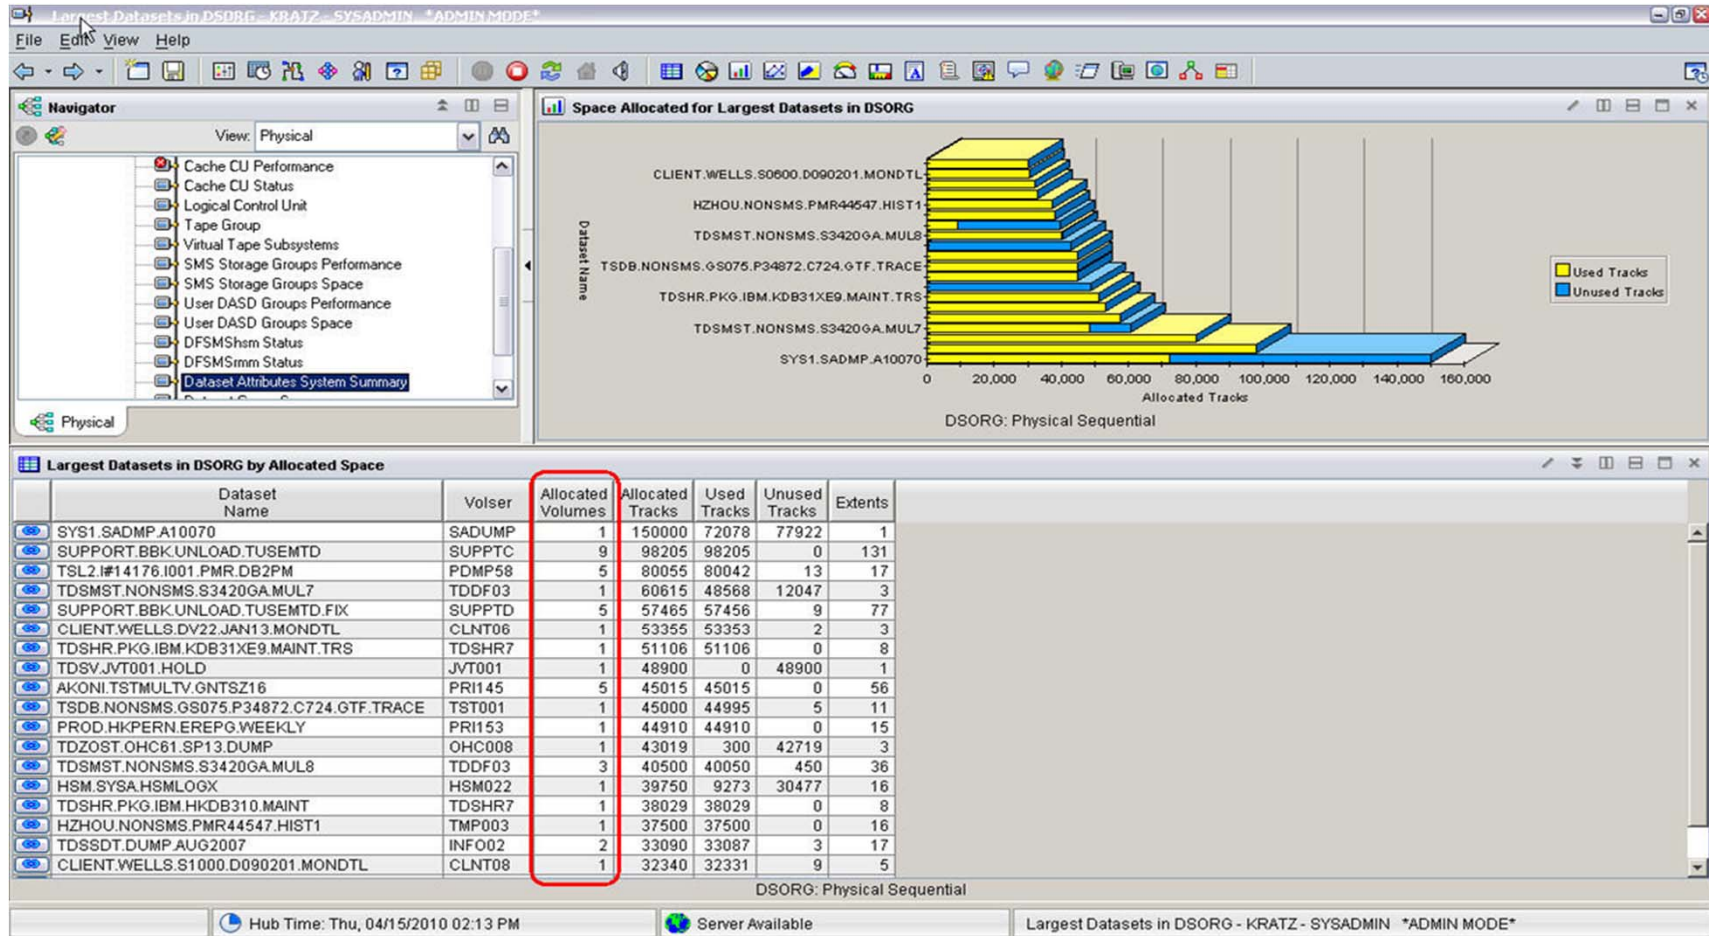 Largest Datasets in DSORG - KRATZ - SYSADMIN *ADMIN MODE*
File Edit View Help
Navigator
View: Physical
Cache CU Performance
Cache CU Status
Logical Control Unit
Tape Group
Virtual Tape Subsystems
SMS Storage Groups Performance
SMS Storage Groups Space
User DASD Groups Performance
User DASD Groups Space
DFSMShsm Status
DFSMSrmm Status
Dataset Attributes System Summary
Physical
Space Allocated for Largest Datasets in DSORG
Dataset Name
CLIENT.WELLS.S0600.D090201.MONDTL
HZHOU.NONSMS.PMR44547.HIST1
TDSMST.NONSMS.S3420GA.MUL8
TSDB.NONSMS.GS075.P34872.C724.GTF.TRACE
TDSHR.PKG.IBM.KDB31XE9.MAINT.TRS
TDSMST.NONSMS.S3420GA.MUL7
SYS1.SADMP.A10070
0 20,000 40,000 60,000 80,000 100,000 120,000 140,000 160,000
Allocated Tracks
DSORG: Physical Sequential
Used Tracks
Unused Tracks
Largest Datasets in DSORG by Allocated Space
Dataset Name Volser Allocated Volumes Allocated Tracks Used Tracks Unused Tracks Extents
SYS1.SADMP.A10070 SADUMP 1 150000 72078 77922 1
SUPPORT.BBK.UNLOAD.TUSEMTD SUPPTC 9 98205 98205 0 131
TSL2.I#14176.I001.PMR.DB2PM PDMP58 5 80055 80042 13 17
TDSMST.NONSMS.S3420GA.MUL7 TDDF03 1 60615 48568 12047 3
SUPPORT.BBK.UNLOAD.TUSEMTD.FIX SUPPTD 5 57465 57456 9 77
CLIENT.WELLS.DV22.JAN13.MONDTL CLNT06 1 53355 53353 2 3
TDSHR.PKG.IBM.KDB31XE9.MAINT.TRS TDSHR7 1 51106 51106 0 8
TDSV.JVT001.HOLD JVT001 1 48900 0 48900 1
AKONI.TSTMULTV.GNTSZ16 PRI145 5 45015 45015 0 56
TSDB.NONSMS.GS075.P34872.C724.GTF.TRACE TST001 1 45000 44995 5 11
PROD.HKPERN.EREPG.WEEKLY PRI153 1 44910 44910 0 15
TDZOST.OHC61.SP13.DUMP OHC008 1 43019 300 42719 3
TDSMST.NONSMS.S3420GA.MUL8 TDDF03 3 40500 40050 450 36
HSM.SYSA.HSMLOGX HSM022 1 39750 9273 30477 16
TDSHR.PKG.IBM.HKDB310.MAINT TDSHR7 1 38029 38029 0 8
HZHOU.NONSMS.PMR44547.HIST1 TMP003 1 37500 37500 0 16
TDSSDT.DUMP.AUG2007 INFO02 2 33090 33087 3 17
CLIENT.WELLS.S1000.D090201.MONDTL CLNT08 1 32340 32331 9 5
DSORG: Physical Sequential
Hub Time: Thu, 04/15/2010 02:13 PM
Server Available
Largest Datasets in DSORG - KRATZ - SYSADMIN *ADMIN MODE*